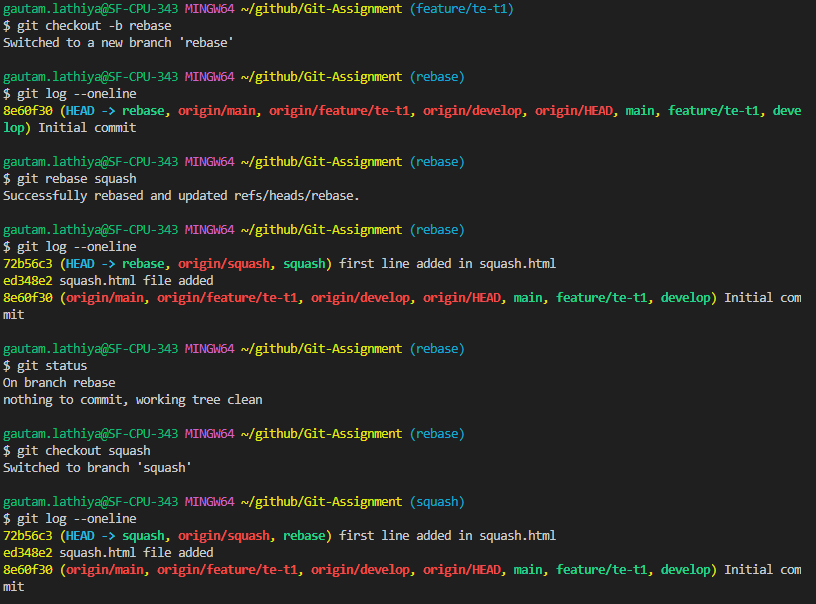 gautam.lathiya@SF-CPU-343 MINGW64 ~/github/Git-Assignment (feature/te-t1)
$ git checkout -b rebase
Switched to a new branch 'rebase'
gautam.lathiya@SF-CPU-343 MINGW64 ~/github/Git-Assignment (rebase)
$ git log --oneline
8e60f30 (HEAD -> rebase, origin/main, origin/feature/te-t1, origin/develop, origin/HEAD, main, feature/te-t1, deve
lop) Initial commit
gautam.lathiya@SF-CPU-343 MINGW64 ~/github/Git-Assignment (rebase)
$ git rebase squash
Successfully rebased and updated refs/heads/rebase.
gautam.lathiya@SF-CPU-343 MINGW64 ~/github/Git-Assignment (rebase)
$ git log --oneline
72b56c3 (HEAD -> rebase, origin/squash, squash) first line added in squash.html
ed348e2 squash.html file added
8e60f30 (origin/main, origin/feature/te-t1, origin/develop, origin/HEAD, main, feature/te-t1, develop) Initial com
mit
gautam.lathiya@SF-CPU-343 MINGW64 ~/github/Git-Assignment (rebase)
$ git status
On branch rebase
nothing to commit, working tree clean
gautam.lathiya@SF-CPU-343 MINGW64 ~/github/Git-Assignment (rebase)
$ git checkout squash
Switched to branch 'squash'
gautam.lathiya@SF-CPU-343 MINGW64 ~/github/Git-Assignment (squash)
$ git log --oneline
72b56c3 (HEAD -> squash, origin/squash, rebase) first line added in squash.html
ed348e2 squash.html file added
8e60f30 (origin/main, origin/feature/te-t1, origin/develop, origin/HEAD, main, feature/te-t1, develop) Initial com
mit